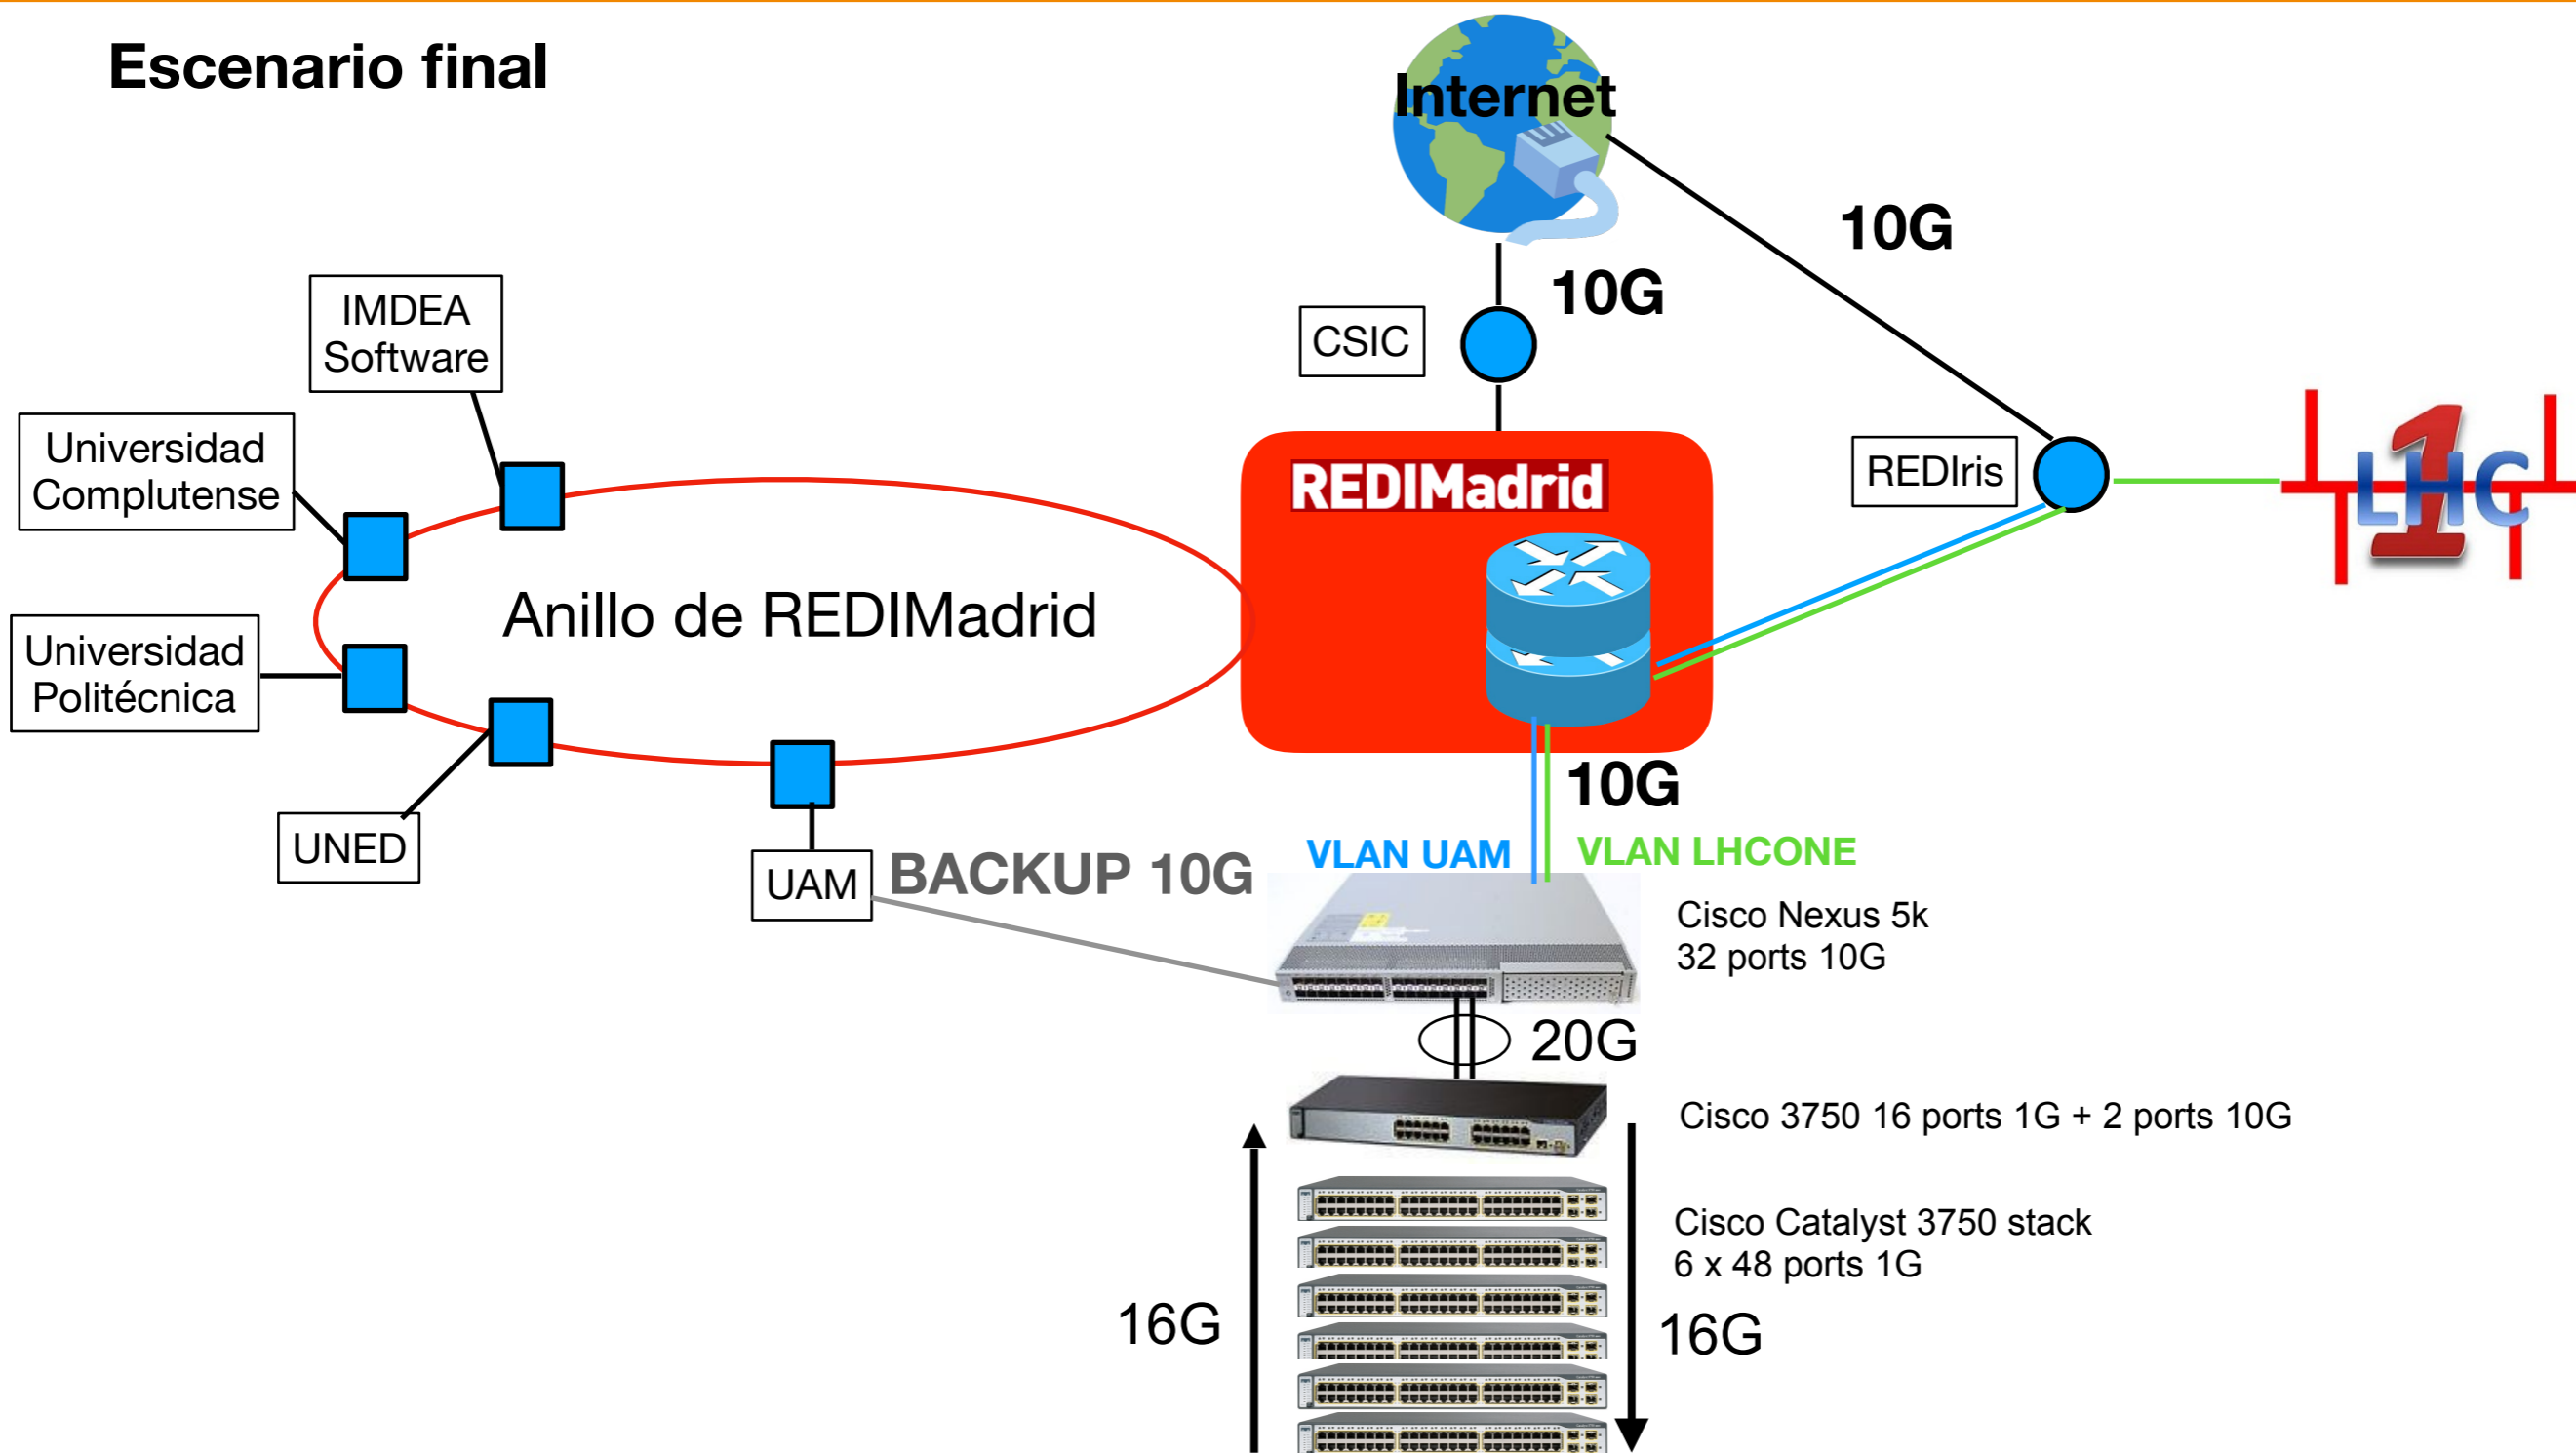 Escenario final
Internet
10G
10G
IMDEA
Software
CSIC
Universidad
Complutense
REDIMadrid
REDIris
1
LHC
Anillo de REDIMadrid
Universidad
Politécnica
10G
UNED
VLAN UAM
VLAN LHCONE
UAM
BACKUP 10G
Cisco Nexus 5k
32 ports 10G
20G
Cisco 3750 16 ports 1G + 2 ports 10G
Cisco Catalyst 3750 stack
6 x 48 ports 1G
16G
16G